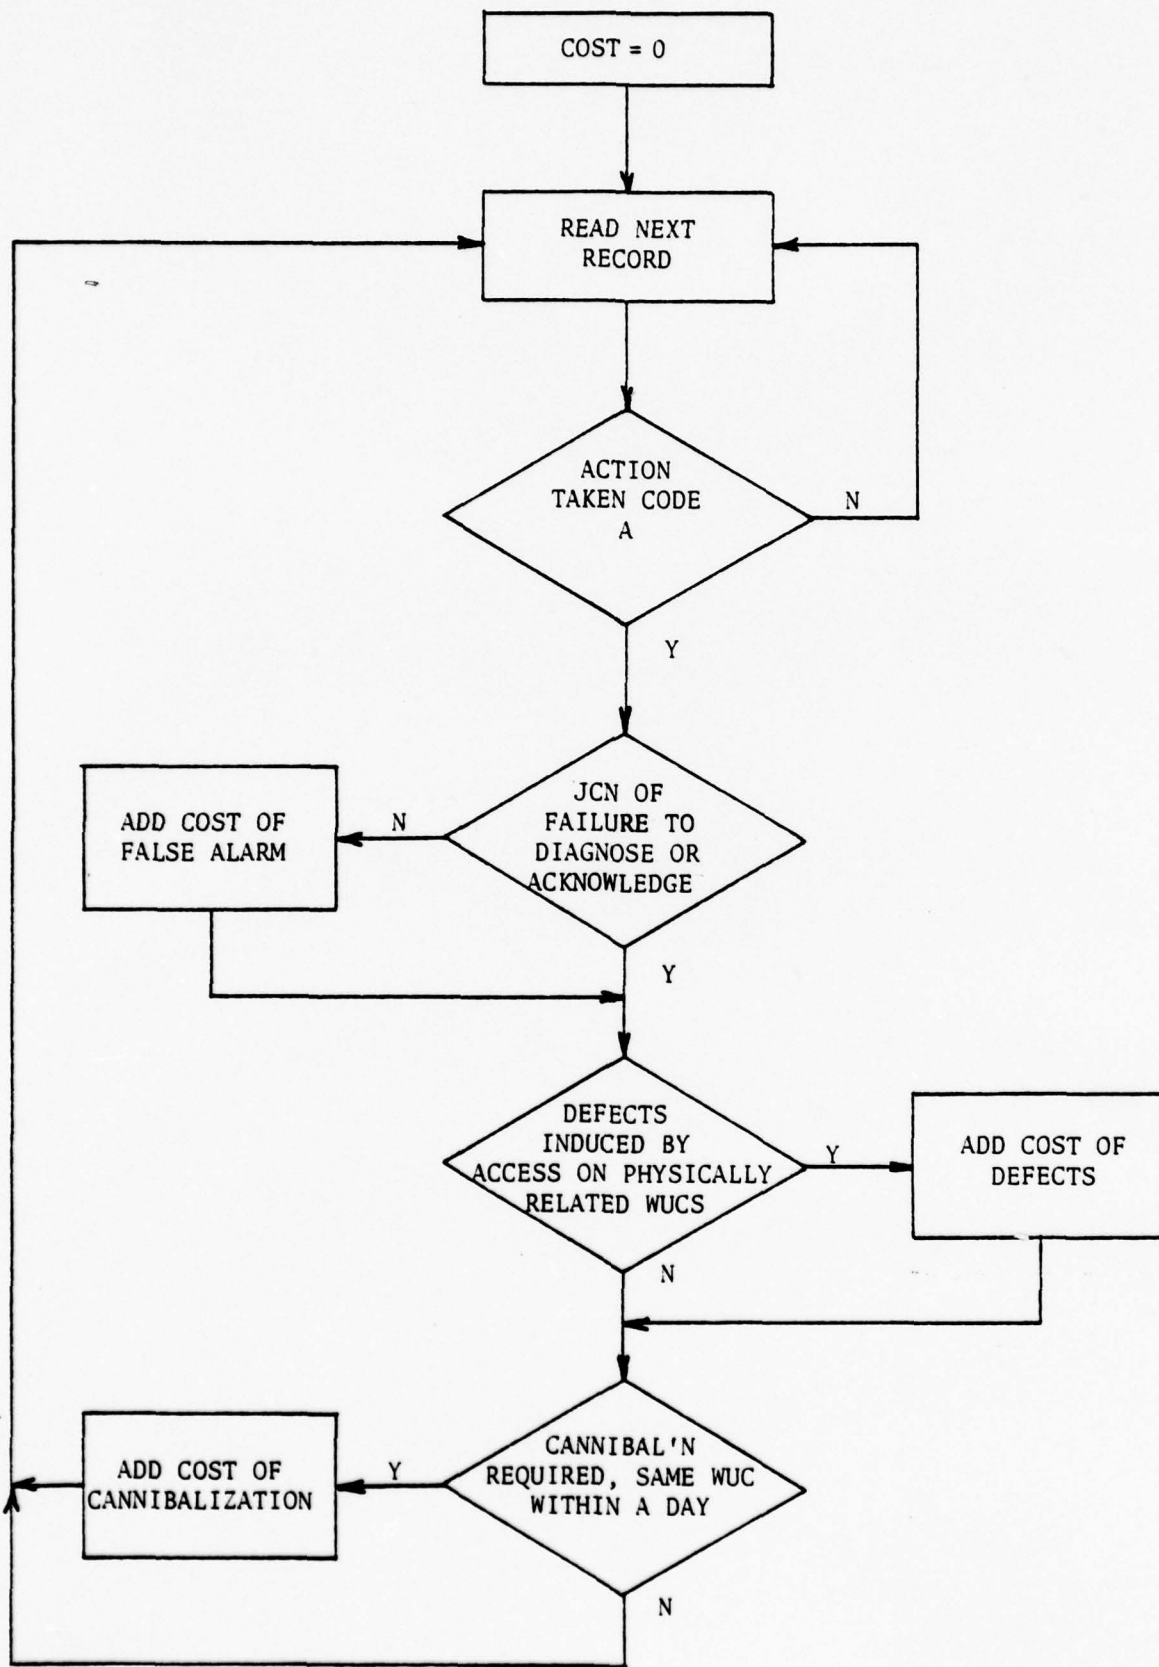 COST = 0
READ NEXT
RECORD
ACTION
TAKEN CODE
A
N
Y
JCN OF
FAILURE TO
DIAGNOSE OR
ACKNOWLEDGE
N
ADD COST OF
FALSE ALARM
Y
DEFECTS
INDUCED BY
ACCESS ON PHYSICALLY
RELATED WUCS
Y
ADD COST OF
DEFECTS
N
CANNIBAL'N
REQUIRED, SAME WUC
WITHIN A DAY
Y
ADD COST OF
CANNIBALIZATION
N